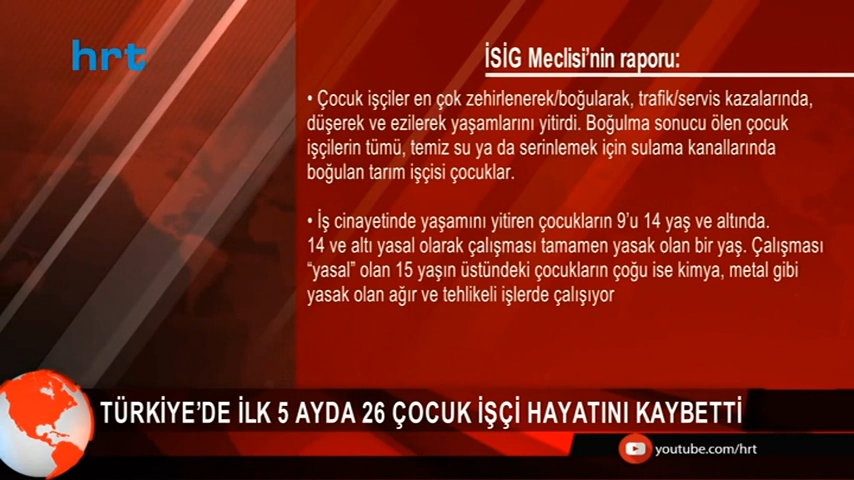 hrt
İSİG Meclisi'nin raporu:
• Çocuk işçiler en çok zehirlenerek/boğularak, trafik/servis kazalarında,
düşerek ve ezilerek yaşamlarını yitirdi. Boğulma sonucu ölen çocuk
işçilerin tümü, temiz su ya da serinlemek için sulama kanallarında
boğulan tarım işçisi çocuklar.
• İş cinayetinde yaşamını yitiren çocukların 9'u 14 yaş ve altında.
14 ve altı yasal olarak çalışması tamamen yasak olan bir yaş. Çalışması
“yasal” olan 15 yaşın üstündeki çocukların çoğu ise kimya, metal gibi
yasak olan ağır ve tehlikeli işlerde çalışıyor
TÜRKİYE'DE İLK 5 AYDA 26 ÇOCUK İŞÇİ HAYATINI KAYBETTİ
youtube.com/hrt